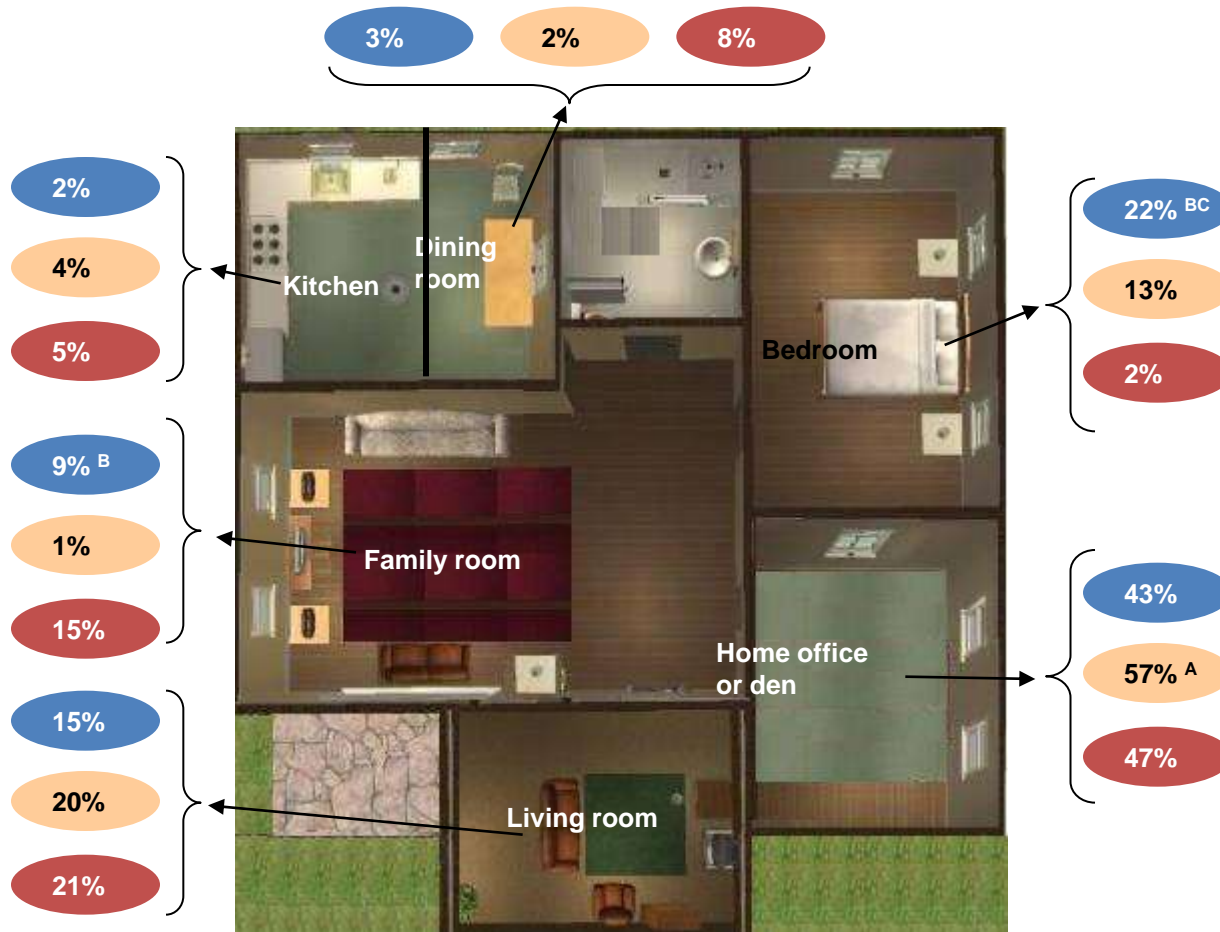 3%
2%
8%
2%
4%
5%
Kitchen
Dining
room
Bedroom
22% BC
13%
2%
9% B
1%
15%
Family room
Home office
or den
43%
57% A
47%
15%
20%
21%
Living room